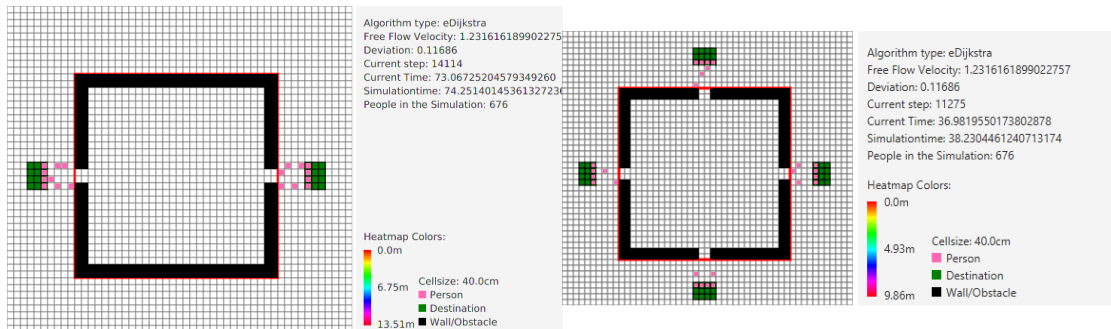 Algorithm type: eDijkstra
Free Flow Velocity: 1.231616189902275
Deviation: 0.11686
Current step: 14114
Current Time: 73.06725204579349260
Simulationtime: 74.2514014536132723
People in the Simulation: 676
Heatmap Colors:
0.0m
6.75m
13.51m
Cellsize: 40.0cm
Person
Destination
Wall/Obstacle
Algorithm type: eDijkstra
Free Flow Velocity: 1.2316161899022757
Deviation: 0.11686
Current step: 11275
Current Time: 36.9819550173802878
Simulationtime: 38.2304461240713174
People in the Simulation: 676
Heatmap Colors:
0.0m
4.93m
9.86m
Cellsize: 40.0cm
Person
Destination
Wall/Obstacle